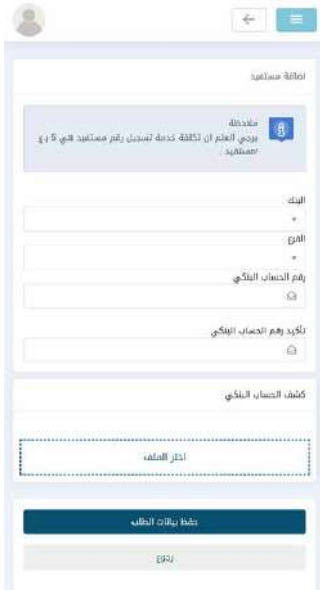 اضافة مستفيد
ملاحظة
يرجى العلم ان تكلفة خدمة تسجيل رقم مستفيد هي 5 ر.ع
/مستفيد .
البنك
الفرع
رقم الحساب البنكي
تأكيد رقم الحساب البنكي
كشف الحساب البنكي
اختر الملف
حفظ بيانات الطلب
رجوع